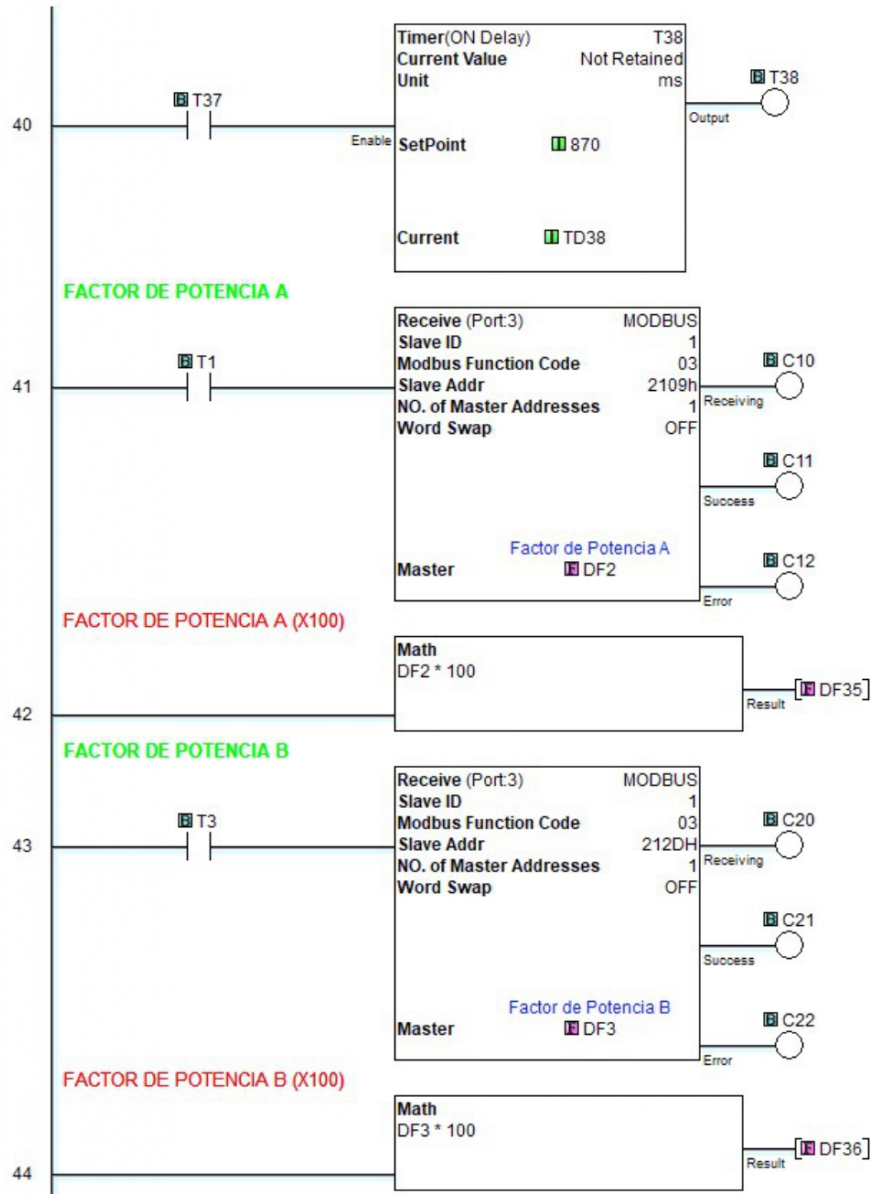 Timer(ON Delay) T38
Current Value Not Retained
Unit ms
B T37
B T38
40
Output
Enable
SetPoint I 870
Current I TD38
FACTOR DE POTENCIA A
Receive (Port:3) MODBUS
Slave ID 1
B T1
Modbus Function Code 03
B C10
41
Slave Addr 2109h
NO. of Master Addresses 1
Receiving
Word Swap OFF
B C11
Success
Factor de Potencia A
B C12
Master F DF2
Error
FACTOR DE POTENCIA A (X100)
Math
DF2 * 100
F DF35
Result
42
FACTOR DE POTENCIA B
Receive (Port:3) MODBUS
Slave ID 1
B T3
Modbus Function Code 03
B C20
43
Slave Addr 212DH
NO. of Master Addresses 1
Receiving
Word Swap OFF
B C21
Success
Factor de Potencia B
B C22
Master F DF3
Error
FACTOR DE POTENCIA B (X100)
Math
DF3 * 100
F DF36
Result
44